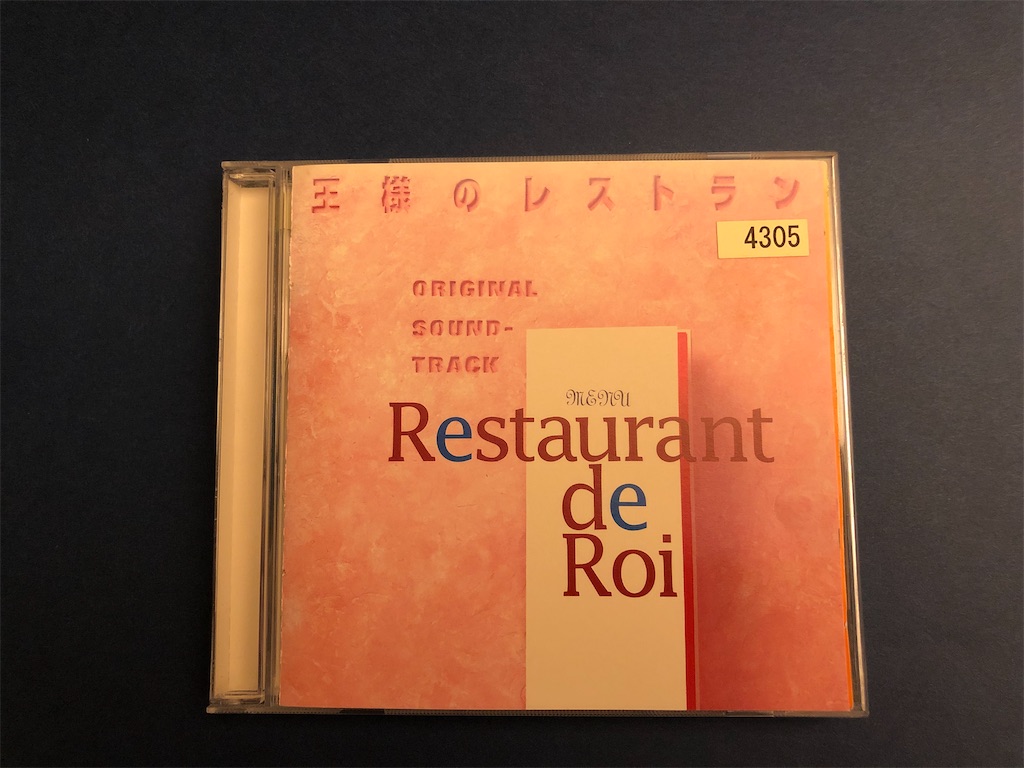 王様のレストラン
4305
ORIGINAL
SOUND-
TRACK
MENU
Restaurant
de
Roi